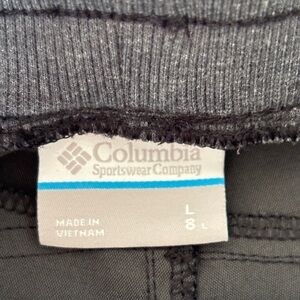 Columbia
Sportswear Company
MADE IN
VIETNAM
L
8 L